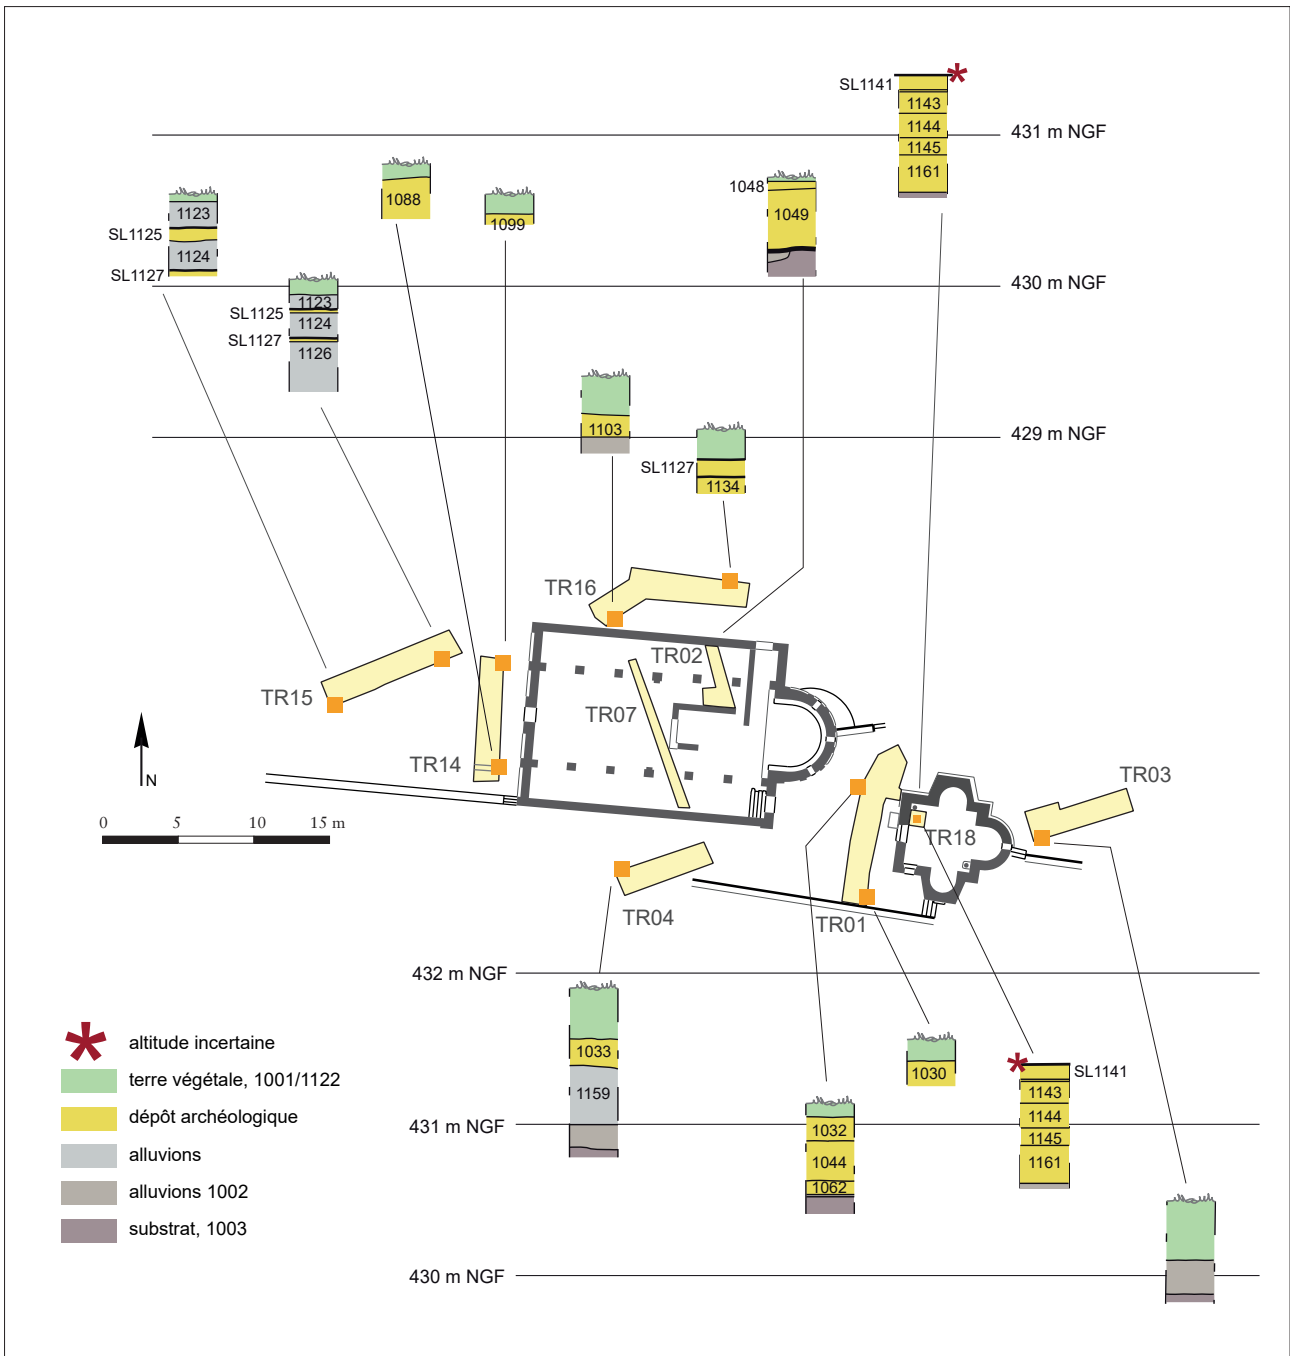 SL1141
*
1143
1144
1145
1161
431 m NGF
1088
1099
1048
1049
1123
SL1125
1124
SL1127
430 m NGF
1123
SL1125
1124
SL1127
1126
1103
429 m NGF
SL1127
1134
TR16
TR02
TR15
TR07
TR14
TR03
N
0 5 10 15 m
TR18
TR04
TR01
432 m NGF
1033
1159
1030
*
SL1141
1143
1144
1145
1161
431 m NGF
1032
1044
1062
430 m NGF
* altitude incertaine
terre végétale, 1001/1122
dépôt archéologique
alluvions
alluvions 1002
substrat, 1003